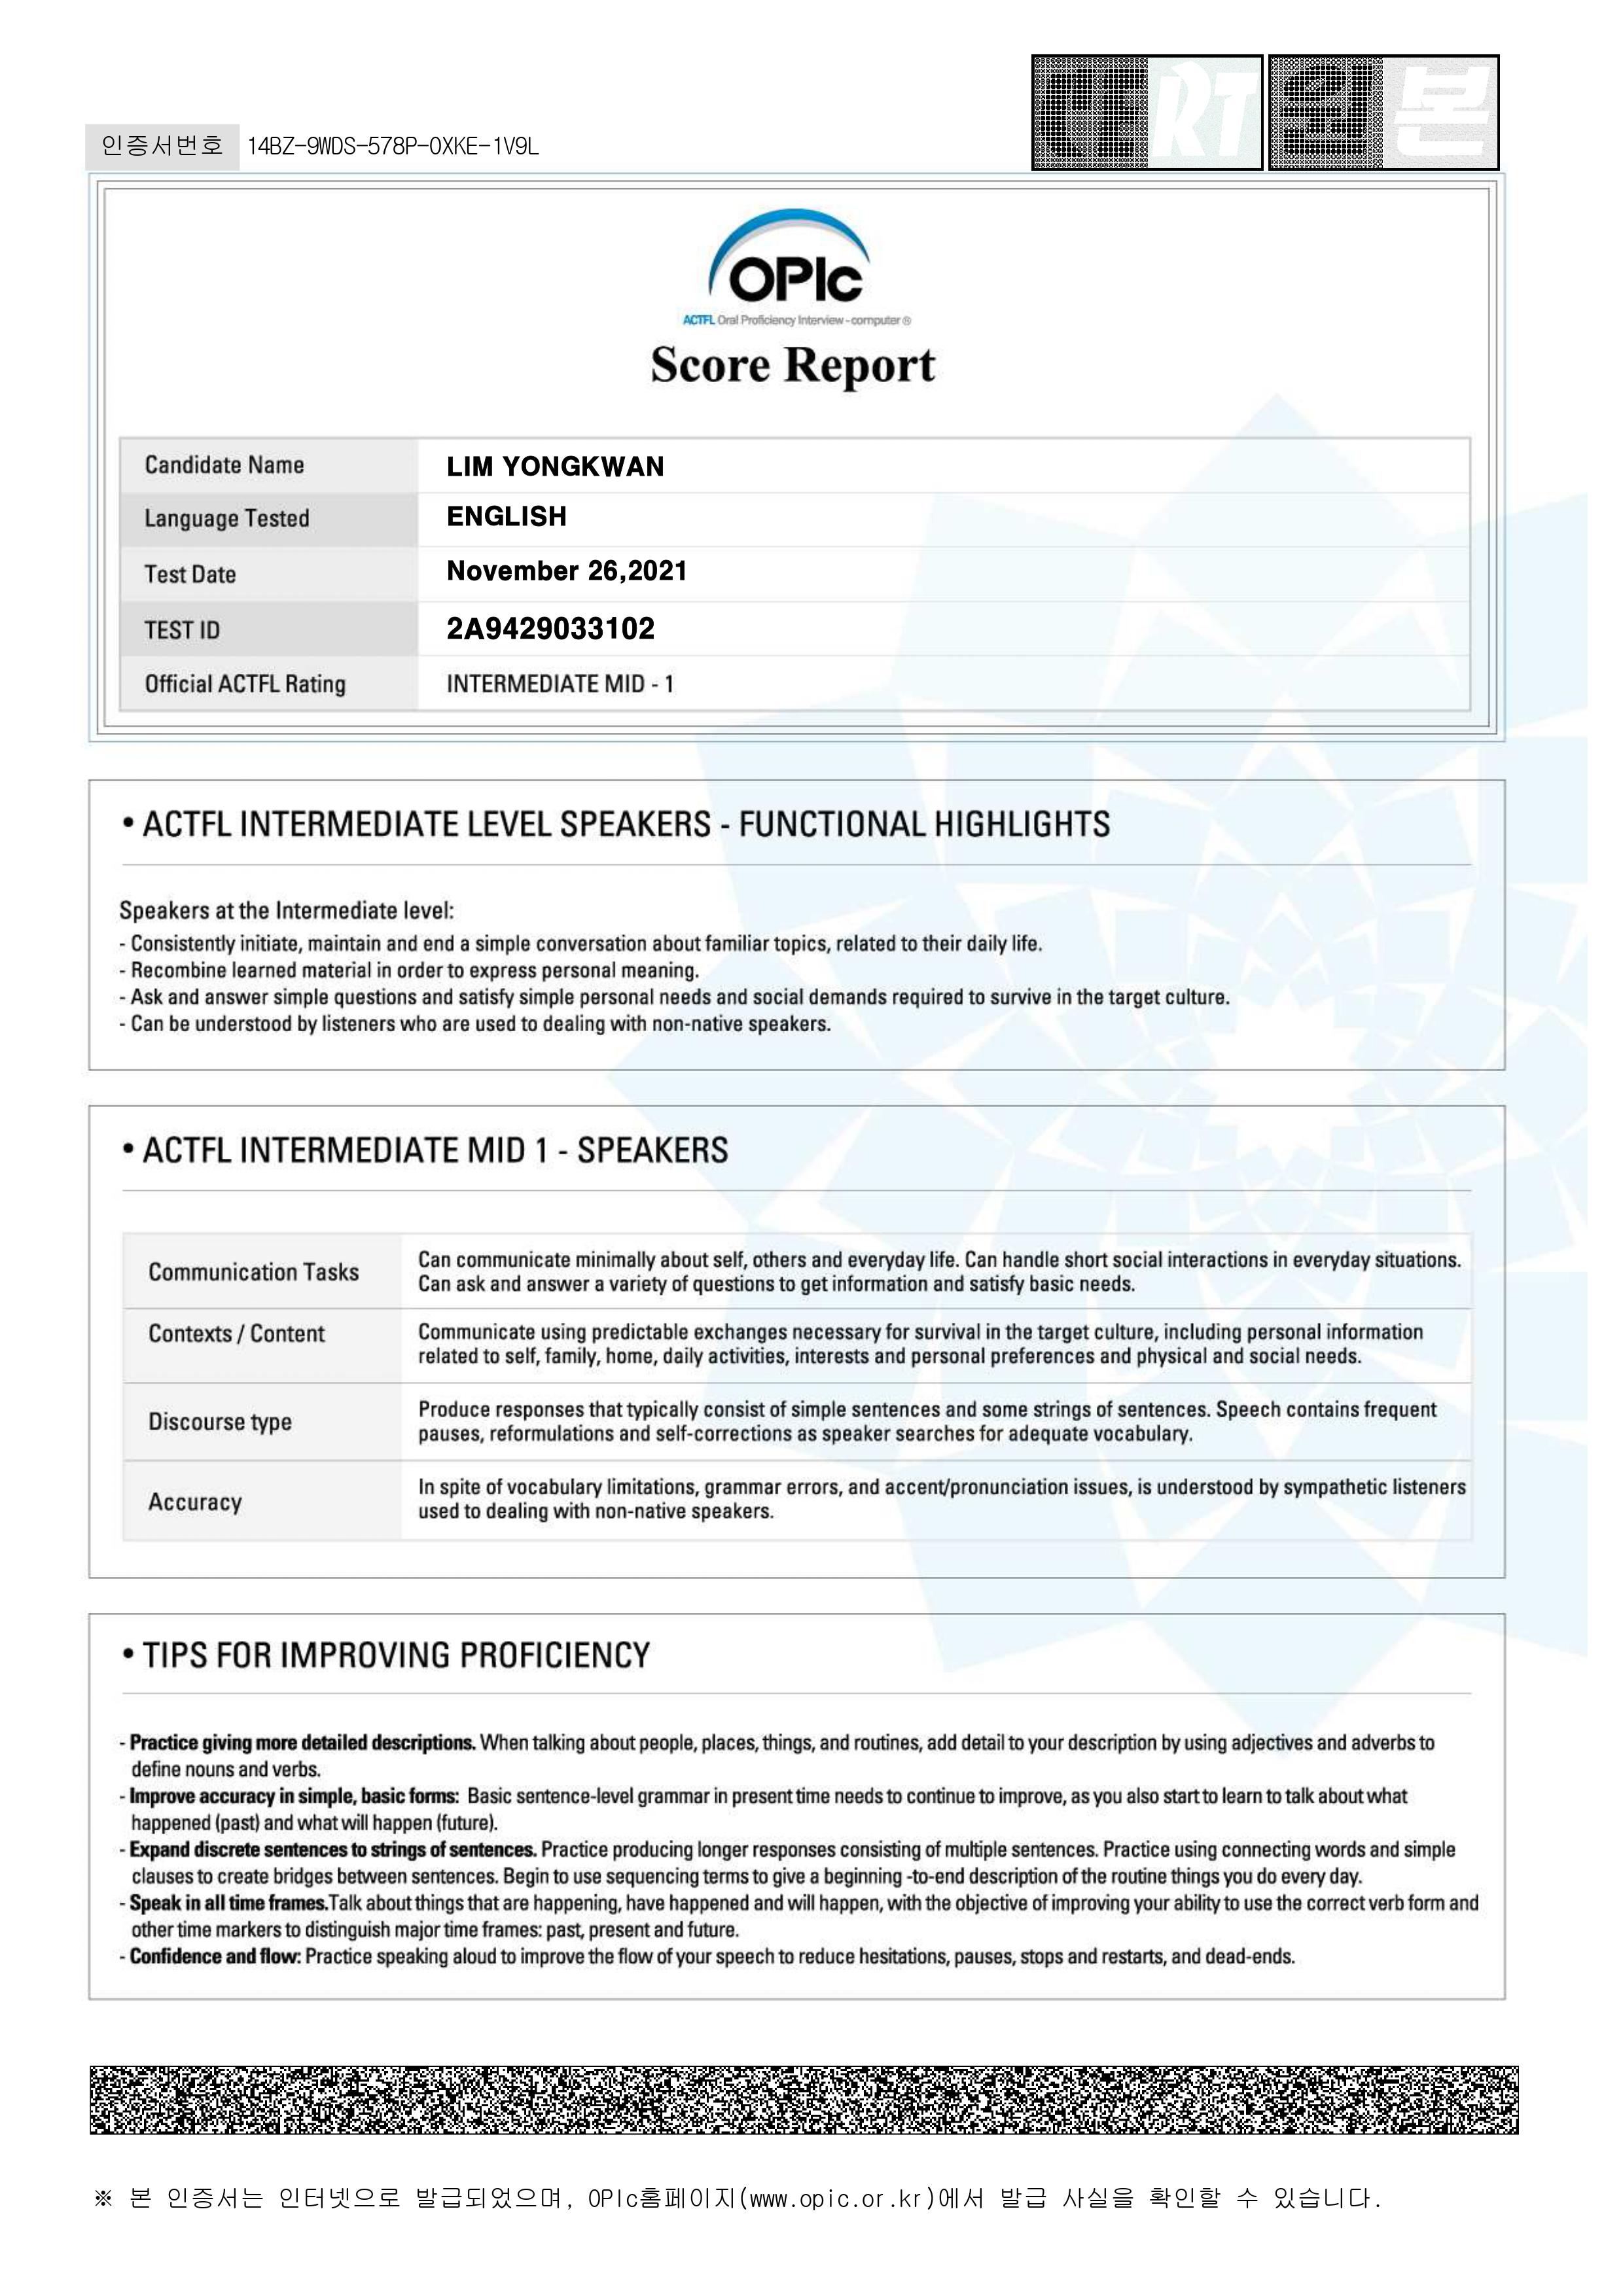 인증서번호 14BZ-9WDS-578P-0XKE-1V9L
CERT 원본
OPIc
ACTFL Oral Proficiency Interview - computer ®
Score Report
Candidate Name LIM YONGKWAN
Language Tested ENGLISH
Test Date November 26,2021
TEST ID 2A9429033102
Official ACTFL Rating INTERMEDIATE MID - 1
• ACTFL INTERMEDIATE LEVEL SPEAKERS - FUNCTIONAL HIGHLIGHTS
Speakers at the Intermediate level:
- Consistently initiate, maintain and end a simple conversation about familiar topics, related to their daily life.
- Recombine learned material in order to express personal meaning.
- Ask and answer simple questions and satisfy simple personal needs and social demands required to survive in the target culture.
- Can be understood by listeners who are used to dealing with non-native speakers.
• ACTFL INTERMEDIATE MID 1 - SPEAKERS
Communication Tasks
Can communicate minimally about self, others and everyday life. Can handle short social interactions in everyday situations.
Can ask and answer a variety of questions to get information and satisfy basic needs.
Contexts / Content
Communicate using predictable exchanges necessary for survival in the target culture, including personal information
related to self, family, home, daily activities, interests and personal preferences and physical and social needs.
Discourse type
Produce responses that typically consist of simple sentences and some strings of sentences. Speech contains frequent
pauses, reformulations and self-corrections as speaker searches for adequate vocabulary.
Accuracy
In spite of vocabulary limitations, grammar errors, and accent/pronunciation issues, is understood by sympathetic listeners
used to dealing with non-native speakers.
• TIPS FOR IMPROVING PROFICIENCY
- Practice giving more detailed descriptions. When talking about people, places, things, and routines, add detail to your description by using adjectives and adverbs to
define nouns and verbs.
- Improve accuracy in simple, basic forms: Basic sentence-level grammar in present time needs to continue to improve, as you also start to learn to talk about what
happened (past) and what will happen (future).
- Expand discrete sentences to strings of sentences. Practice producing longer responses consisting of multiple sentences. Practice using connecting words and simple
clauses to create bridges between sentences. Begin to use sequencing terms to give a beginning -to-end description of the routine things you do every day.
- Speak in all time frames.Talk about things that are happening, have happened and will happen, with the objective of improving your ability to use the correct verb form and
other time markers to distinguish major time frames: past, present and future.
- Confidence and flow: Practice speaking aloud to improve the flow of your speech to reduce hesitations, pauses, stops and restarts, and dead-ends.
※ 본 인증서는 인터넷으로 발급되었으며, OPIc홈페이지(www.opic.or.kr)에서 발급 사실을 확인할 수 있습니다.